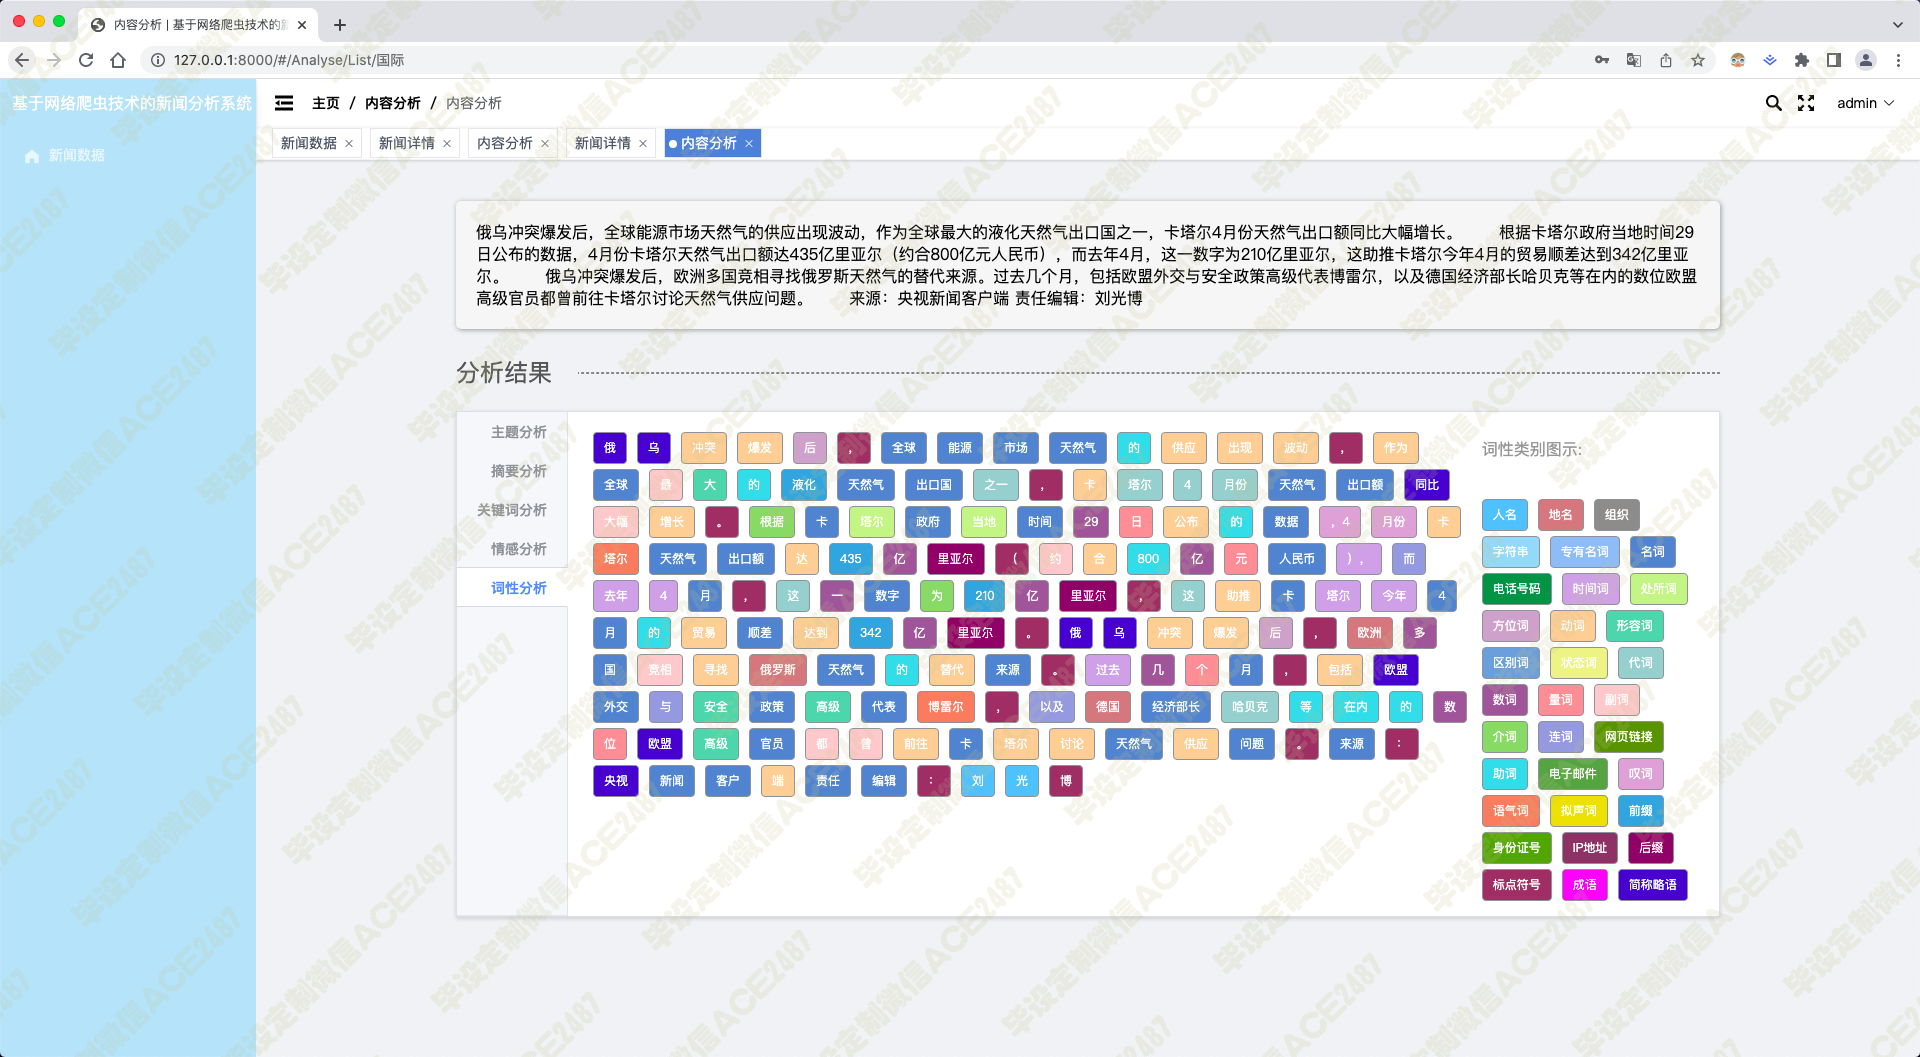 内容分析 | 基于网络爬虫技术的新
127.0.0.1:8000/#/Analyse/List/国际
基于网络爬虫技术的新闻分析系统
主页 / 内容分析 / 内容分析
admin
新闻数据
新闻数据 × 新闻详情 × 内容分析 × 新闻详情 × 内容分析 ×
俄乌冲突爆发后，全球能源市场天然气的供应出现波动，作为全球最大的液化天然气出口国之一，卡塔尔4月份天然气出口额同比大幅增长。 根据卡塔尔政府当地时间29
日公布的数据，4月份卡塔尔天然气出口额达435亿里亚尔（约合800亿元人民币），而去年4月，这一数字为210亿里亚尔，这助推卡塔尔今年4月的贸易顺差达到342亿里亚
尔。 俄乌冲突爆发后，欧洲多国竞相寻找俄罗斯天然气的替代来源。过去几个月，包括欧盟外交与安全政策高级代表博雷尔，以及德国经济部长哈贝克等在内的数位欧盟
高级官员都曾前往卡塔尔讨论天然气供应问题。 来源：央视新闻客户端 责任编辑：刘光博
分析结果
主题分析
摘要分析
关键词分析
情感分析
词性分析
俄 乌 冲突 爆发 后 ， 全球 能源 市场 天然气 的 供应 出现 波动 ， 作为
全球 最 大 的 液化 天然气 出口国 之一 ， 卡 塔尔 4 月份 天然气 出口额 同比
大幅 增长 。 根据 卡 塔尔 政府 当地 时间 29 日 公布 的 数据 ，4 月份 卡
塔尔 天然气 出口额 达 435 亿 里亚尔 （ 约 合 800 亿 元 人民币 ）， 而
去年 4 月 ， 这 一 数字 为 210 亿 里亚尔 ， 这 助推 卡 塔尔 今年 4
月 的 贸易 顺差 达到 342 亿 里亚尔 。 俄 乌 冲突 爆发 后 ， 欧洲 多
国 竞相 寻找 俄罗斯 天然气 的 替代 来源 。 过去 几 个 月 ， 包括 欧盟
外交 与 安全 政策 高级 代表 博雷尔 ， 以及 德国 经济部长 哈贝克 等 在内 的 数
位 欧盟 高级 官员 都 曾 前往 卡 塔尔 讨论 天然气 供应 问题 。 来源 ：
央视 新闻 客户 端 责任 编辑 ： 刘 光 博
词性类别图示:
人名 地名 组织
字符串 专有名词 名词
电话号码 时间词 处所词
方位词 动词 形容词
区别词 状态词 代词
数词 量词 副词
介词 连词 网页链接
助词 电子邮件 叹词
语气词 拟声词 前缀
身份证号 IP地址 后缀
标点符号 成语 简称略语
毕设定制微信ACE2487